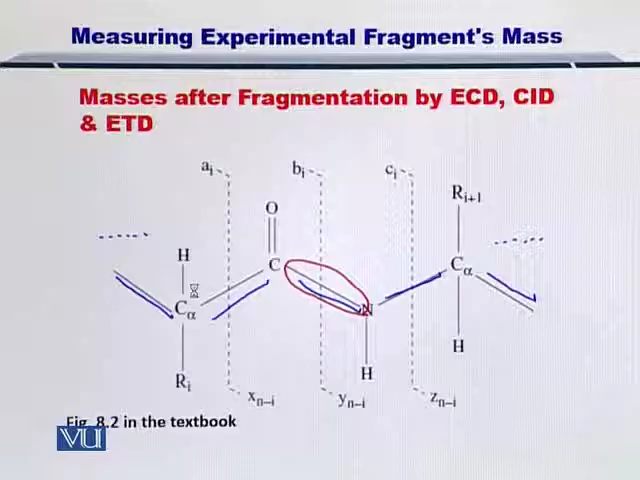 Measuring Experimental Fragment's Mass
Masses after Fragmentation by ECD, CID
& ETD
ai bi ci
Ri+1
O
H C Cα
Cα N
H
Ri H
xn–i yn–i zn–i
Fig 8.2 in the textbook
VU